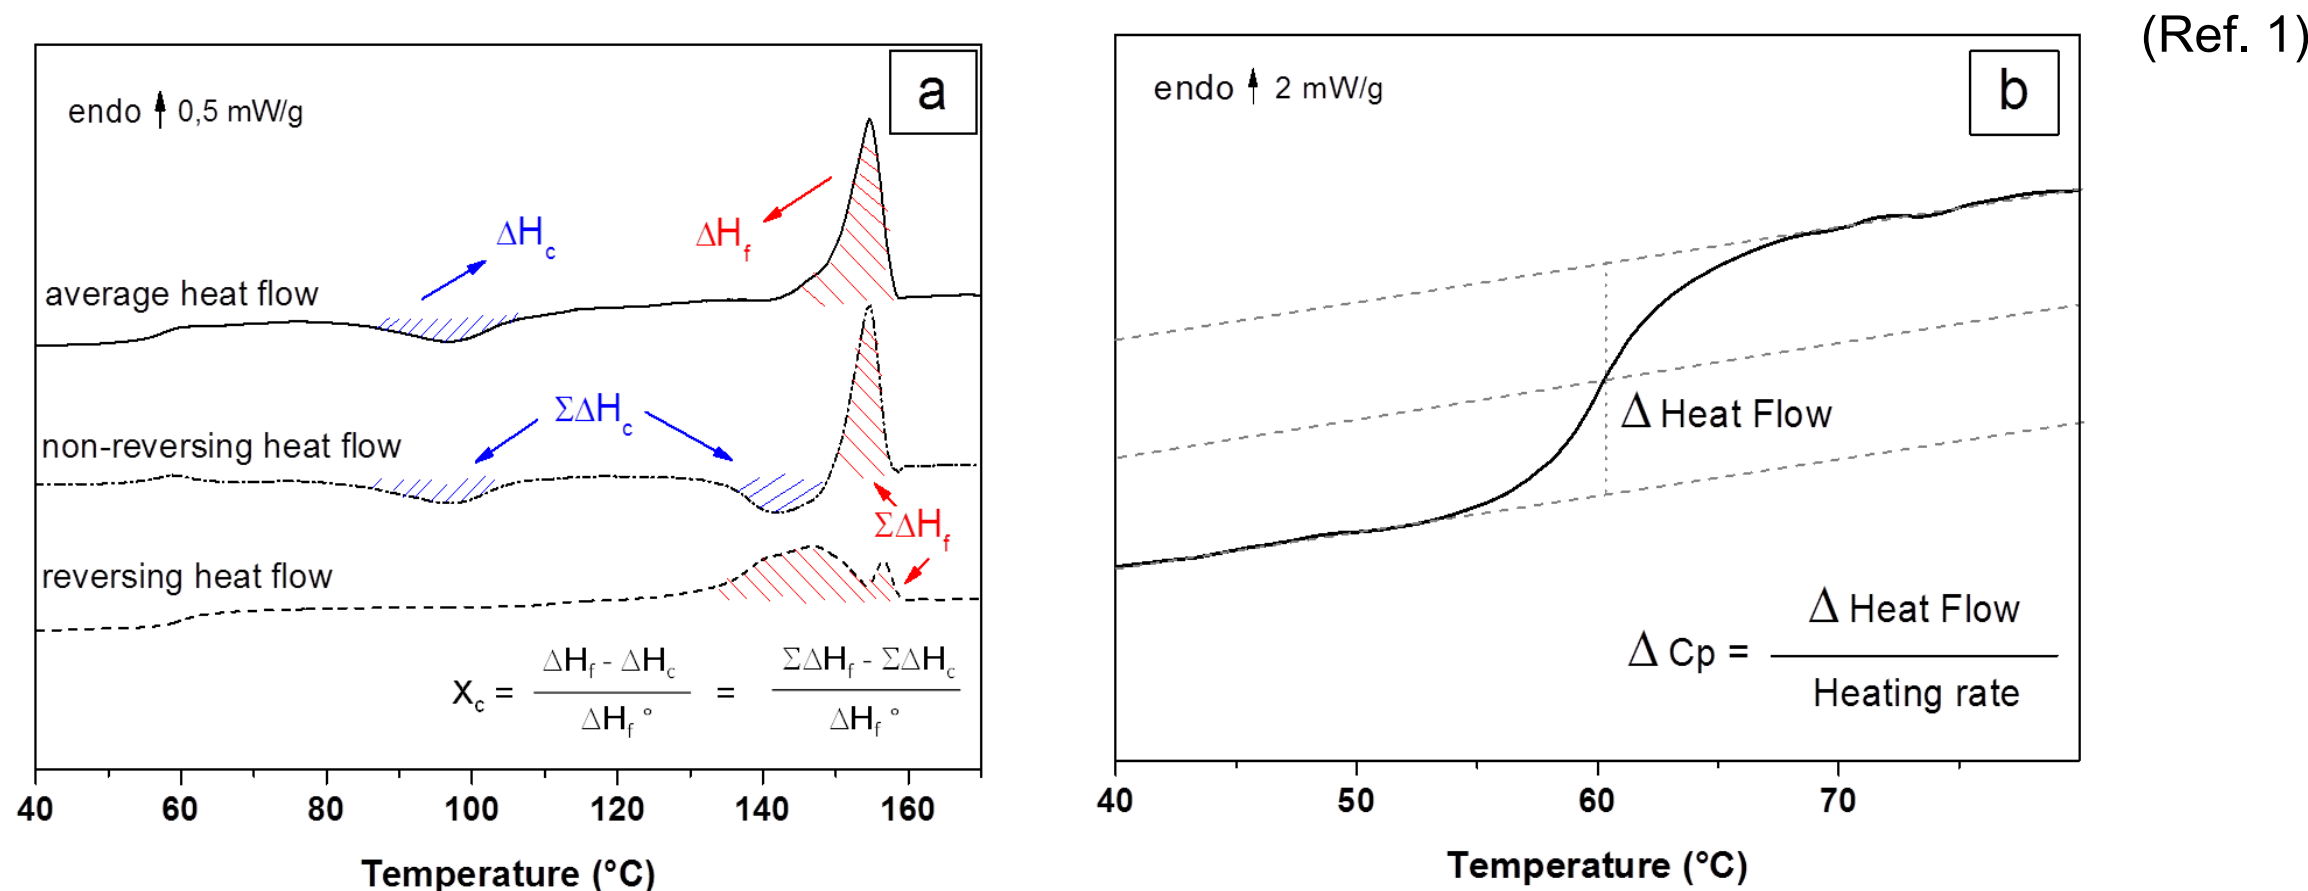 (Ref. 1)
a
endo ↑ 0,5 mW/g
ΔHc
ΔHf
average heat flow
ΣΔHc
non-reversing heat flow
ΣΔHf
reversing heat flow
Xc = ΔHf - ΔHc / ΔHf ° = ΣΔHf - ΣΔHc / ΔHf °
40 60 80 100 120 140 160
Temperature (°C)
b
endo ↑ 2 mW/g
Δ Heat Flow
Δ Cp = Δ Heat Flow / Heating rate
40 50 60 70
Temperature (°C)